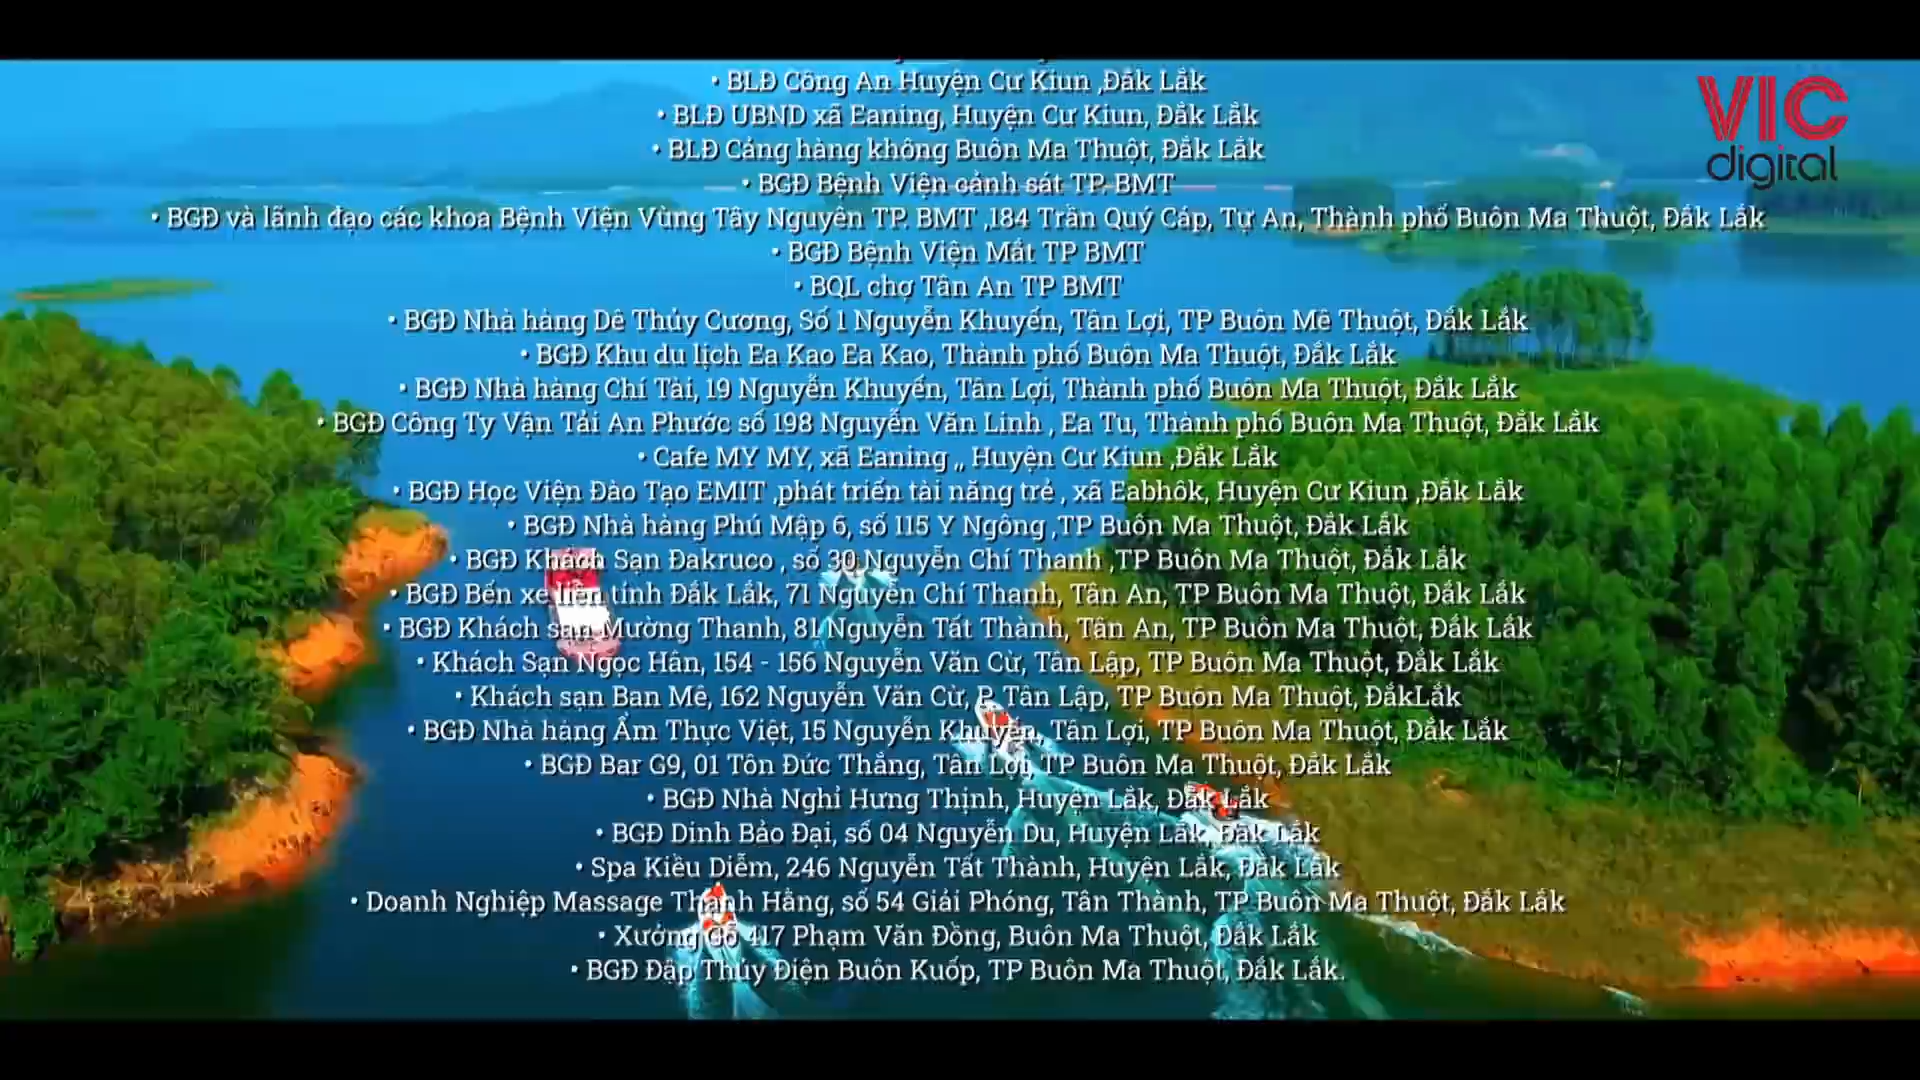 • BLĐ Công An Huyện Cư Kiun ,Đắk Lắk
• BLĐ UBND xã Eaning, Huyện Cư Kiun, Đắk Lắk
• BLĐ Cảng hàng không Buôn Ma Thuột, Đắk Lắk
• BGĐ Bệnh Viện cảnh sát TP. BMT
• BGĐ và lãnh đạo các khoa Bệnh Viện Vùng Tây Nguyên TP. BMT ,184 Trần Quý Cáp, Tự An, Thành phố Buôn Ma Thuột, Đắk Lắk
• BGĐ Bệnh Viện Mắt TP BMT
• BQL chợ Tân An TP BMT
• BGĐ Nhà hàng Dê Thủy Cương, Số 1 Nguyễn Khuyến, Tân Lợi, TP Buôn Mê Thuột, Đắk Lắk
• BGĐ Khu du lịch Ea Kao Ea Kao, Thành phố Buôn Ma Thuột, Đắk Lắk
• BGĐ Nhà hàng Chí Tài, 19 Nguyễn Khuyến, Tân Lợi, Thành phố Buôn Ma Thuột, Đắk Lắk
• BGĐ Công Ty Vận Tải An Phước số 198 Nguyễn Văn Linh , Ea Tu, Thành phố Buôn Ma Thuột, Đắk Lắk
• Cafe MY MY, xã Eaning ,, Huyện Cư Kiun ,Đắk Lắk
• BGĐ Học Viện Đào Tạo EMIT ,phát triển tài năng trẻ , xã Eabhôk, Huyện Cư Kiun ,Đắk Lắk
• BGĐ Nhà hàng Phú Mập 6, số 115 Y Ngông ,TP Buôn Ma Thuột, Đắk Lắk
• BGĐ Khách Sạn Đakruco , số 30 Nguyễn Chí Thanh ,TP Buôn Ma Thuột, Đắk Lắk
• BGĐ Bến xe liên tỉnh Đắk Lắk, 71 Nguyễn Chí Thanh, Tân An, TP Buôn Ma Thuột, Đắk Lắk
• BGĐ Khách sạn Mường Thanh, 81 Nguyễn Tất Thành, Tân An, TP Buôn Ma Thuột, Đắk Lắk
• Khách Sạn Ngọc Hân, 154 - 156 Nguyễn Văn Cừ, Tân Lập, TP Buôn Ma Thuột, Đắk Lắk
• Khách sạn Ban Mê, 162 Nguyễn Văn Cừ, P. Tân Lập, TP Buôn Ma Thuột, ĐắkLắk
• BGĐ Nhà hàng Ẩm Thực Việt, 15 Nguyễn Khuyến, Tân Lợi, TP Buôn Ma Thuột, Đắk Lắk
• BGĐ Bar G9, 01 Tôn Đức Thắng, Tân Lợi, TP Buôn Ma Thuột, Đắk Lắk
• BGĐ Nhà Nghỉ Hưng Thịnh, Huyện Lắk, Đắk Lắk
• BGĐ Dinh Bảo Đại, số 04 Nguyễn Du, Huyện Lắk, Đắk Lắk
• Spa Kiều Diễm, 246 Nguyễn Tất Thành, Huyện Lắk, Đắk Lắk
• Doanh Nghiệp Massage Thanh Hằng, số 54 Giải Phóng, Tân Thành, TP Buôn Ma Thuột, Đắk Lắk
• Xưởng Gỗ 417 Phạm Văn Đồng, Buôn Ma Thuột, Đắk Lắk
• BGĐ Đập Thủy Điện Buôn Kuốp, TP Buôn Ma Thuột, Đắk Lắk.
VIC
digital